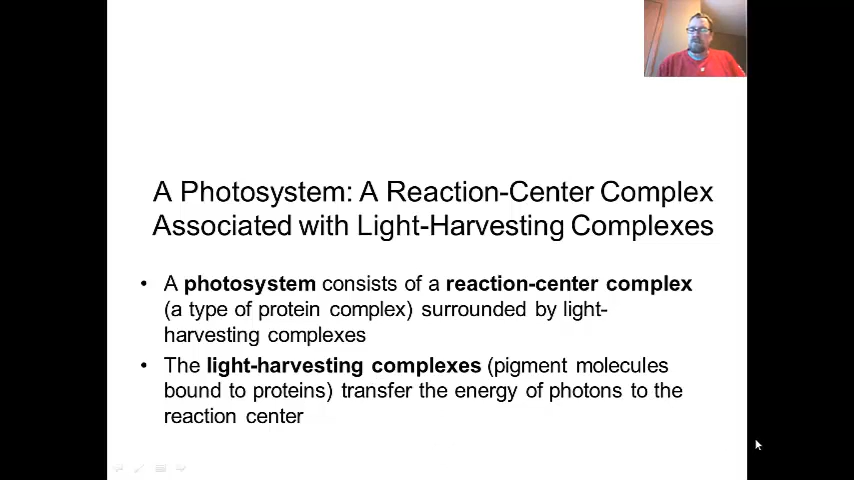 A Photosystem: A Reaction-Center Complex
Associated with Light-Harvesting Complexes
• A photosystem consists of a reaction-center complex
(a type of protein complex) surrounded by light-
harvesting complexes
• The light-harvesting complexes (pigment molecules
bound to proteins) transfer the energy of photons to the
reaction center